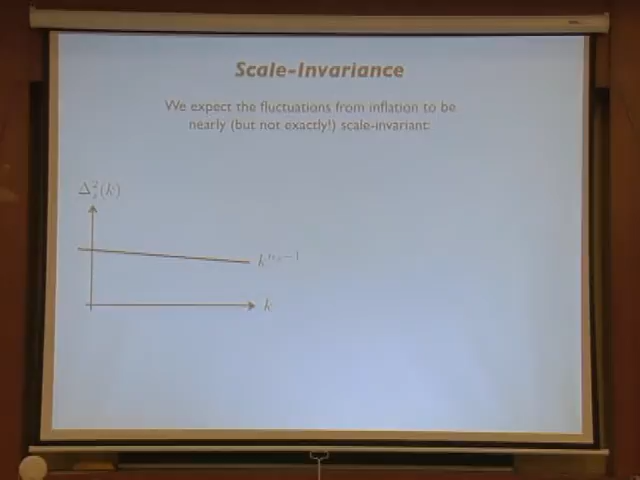 Scale-Invariance
We expect the fluctuations from inflation to be
nearly (but not exactly!) scale-invariant
Δ²ₛ(k)
k^{nₛ−1}
k